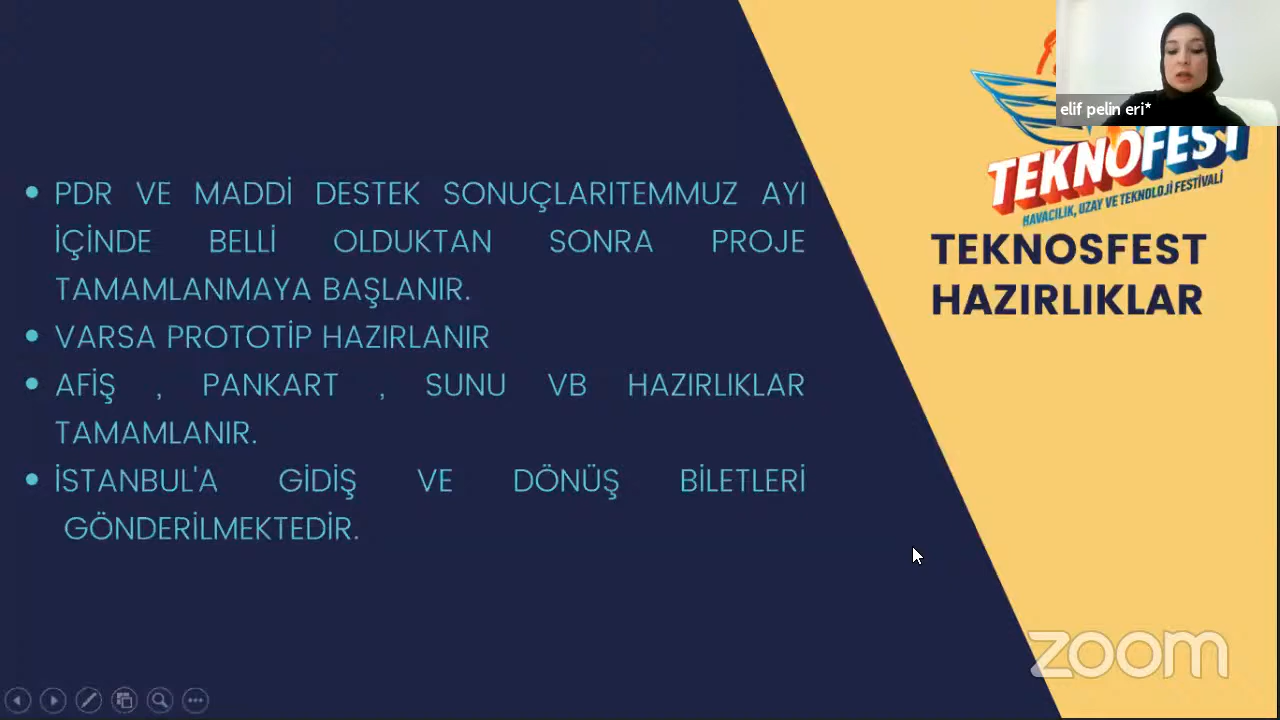 elif pelin eri*
TEKNOFEST
HAVACILIK, UZAY VE TEKNOLOJİ FESTİVALİ
TEKNOSFEST
HAZIRLIKLAR
• PDR VE MADDİ DESTEK SONUÇLARITEMMUZ AYI
İÇİNDE BELLİ OLDUKTAN SONRA PROJE
TAMAMLANMAYA BAŞLANIR.
• VARSA PROTOTİP HAZIRLANIR
• AFİŞ , PANKART , SUNU VB HAZIRLIKLAR
TAMAMLANIR.
• İSTANBUL'A GİDİŞ VE DÖNÜŞ BİLETLERİ
GÖNDERİLMEKTEDİR.
zoom